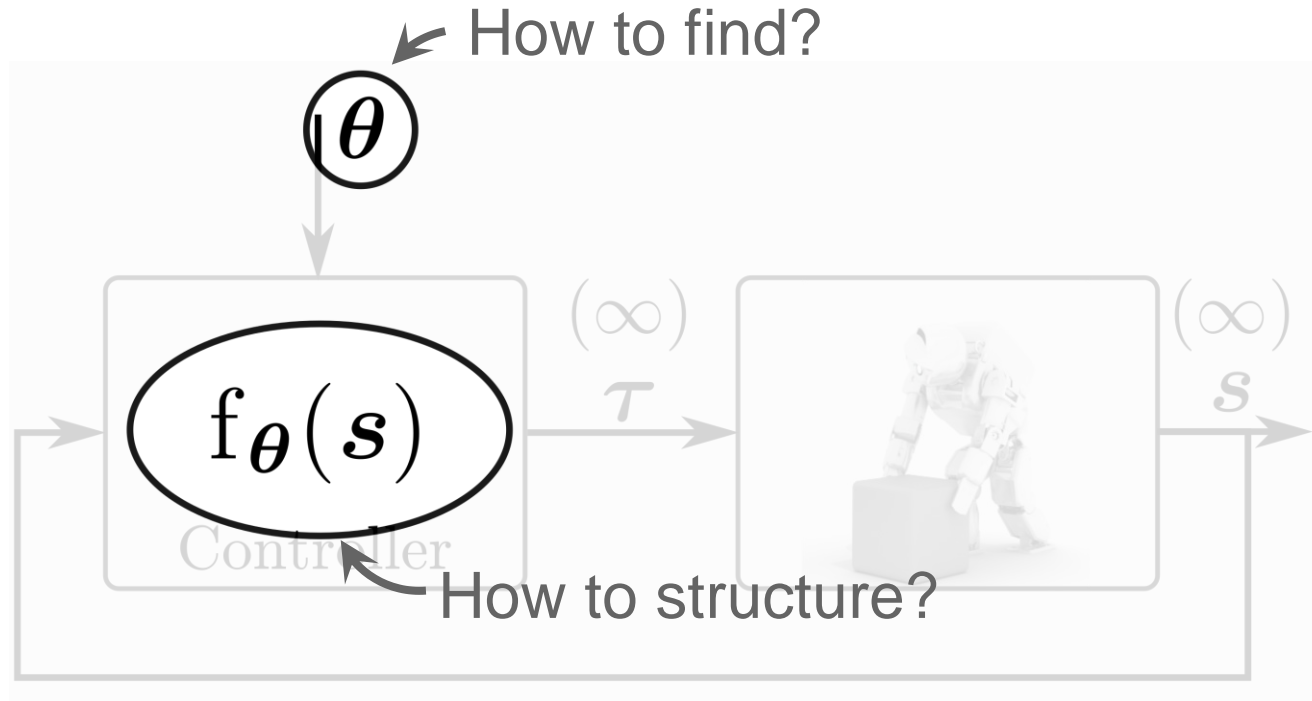 How to find?
θ
(∞)
(∞)
τ
s
f_θ(s)
Controller
How to structure?